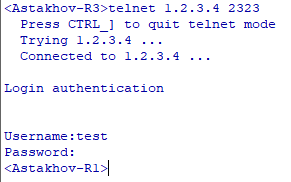 <Astakhov-R3>telnet 1.2.3.4 2323
Press CTRL_] to quit telnet mode
Trying 1.2.3.4 ...
Connected to 1.2.3.4 ...
Login authentication
Username:test
Password:
<Astakhov-R1>